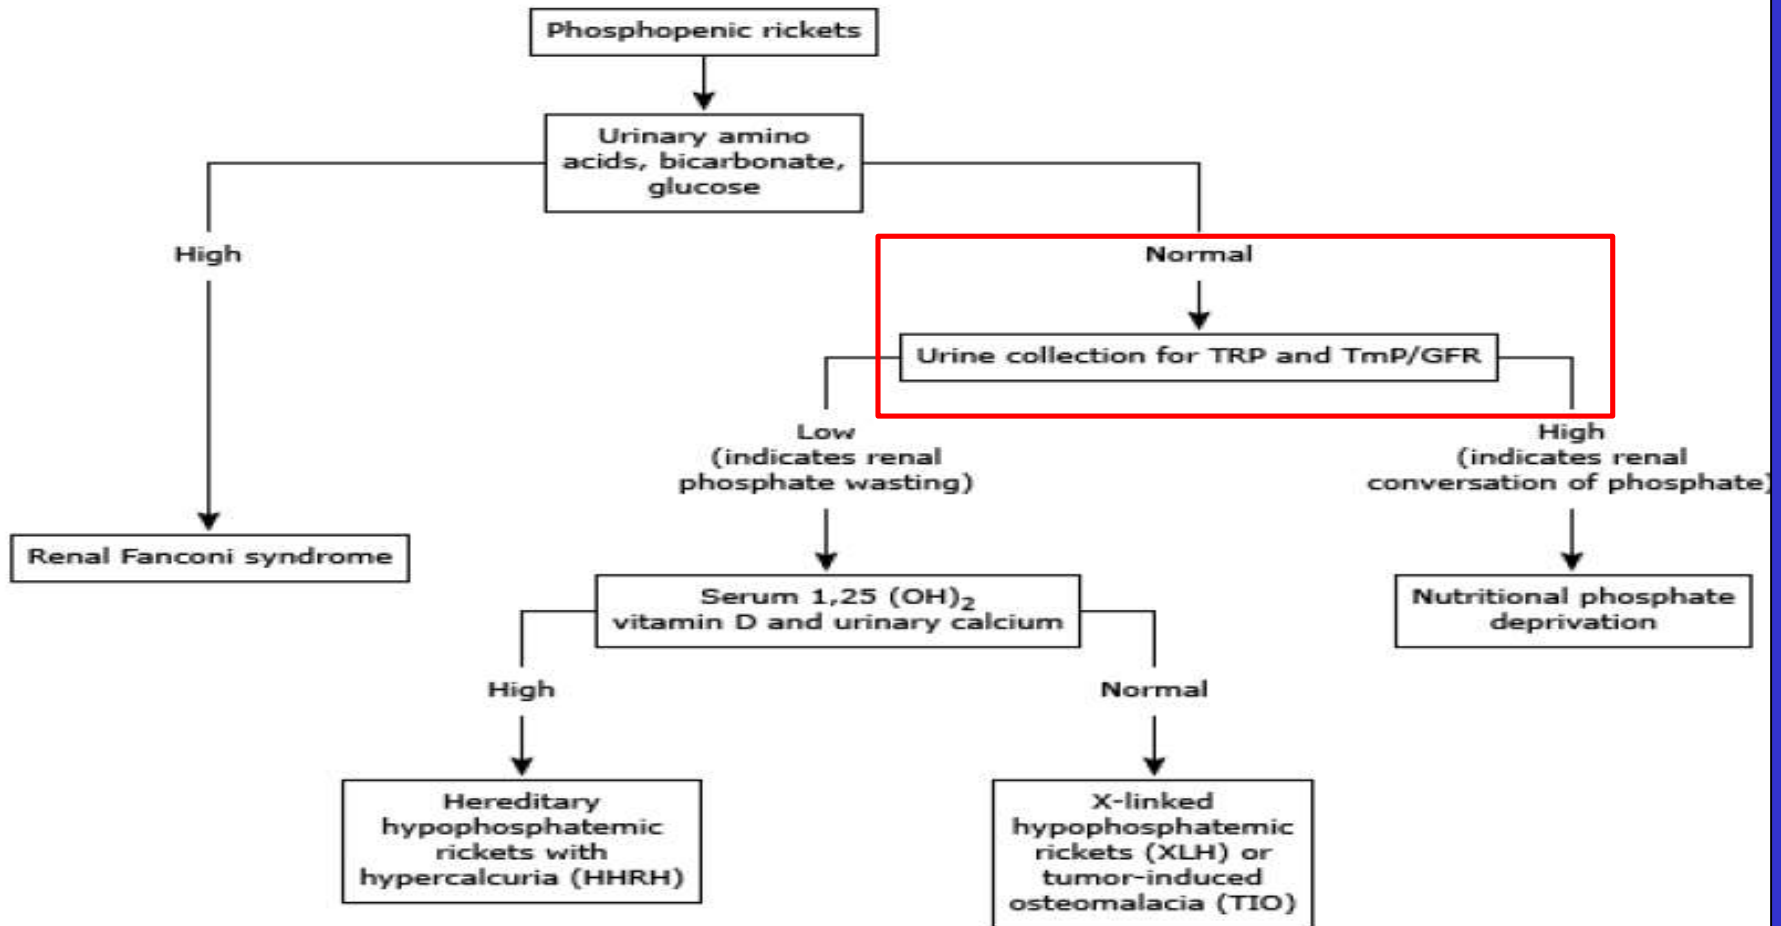 Phosphopenic rickets
Urinary amino
acids, bicarbonate,
glucose
High
Normal
Urine collection for TRP and TmP/GFR
Low
(indicates renal
phosphate wasting)
High
(indicates renal
conversation of phosphate)
Renal Fanconi syndrome
Serum 1,25 (OH)₂
vitamin D and urinary calcium
Nutritional phosphate
deprivation
High
Normal
Hereditary
hypophosphatemic
rickets with
hypercalcuria (HHRH)
X-linked
hypophosphatemic
rickets (XLH) or
tumor-induced
osteomalacia (TIO)